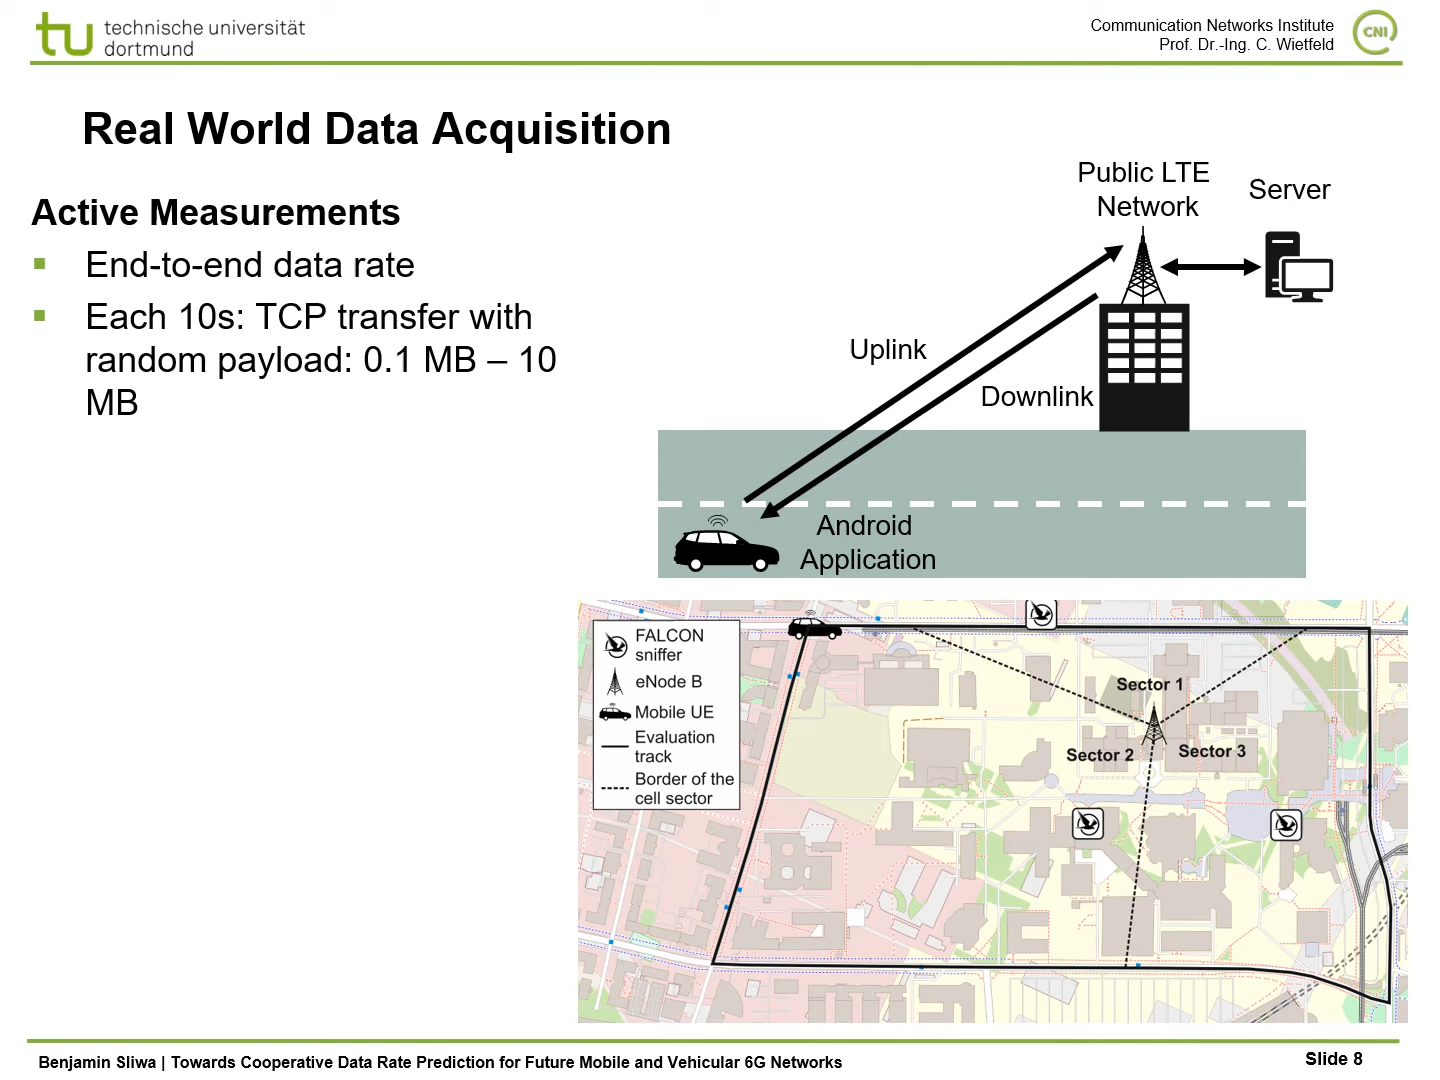 technische universität
dortmund
Communication Networks Institute
Prof. Dr.-Ing. C. Wietfeld
CNI
Real World Data Acquisition
Active Measurements
End-to-end data rate
Each 10s: TCP transfer with
random payload: 0.1 MB – 10
MB
Public LTE
Network
Server
Uplink
Downlink
Android
Application
FALCON
sniffer
eNode B
Mobile UE
Evaluation
track
Border of the
cell sector
Sector 1
Sector 2
Sector 3
Benjamin Sliwa | Towards Cooperative Data Rate Prediction for Future Mobile and Vehicular 6G Networks
Slide 8